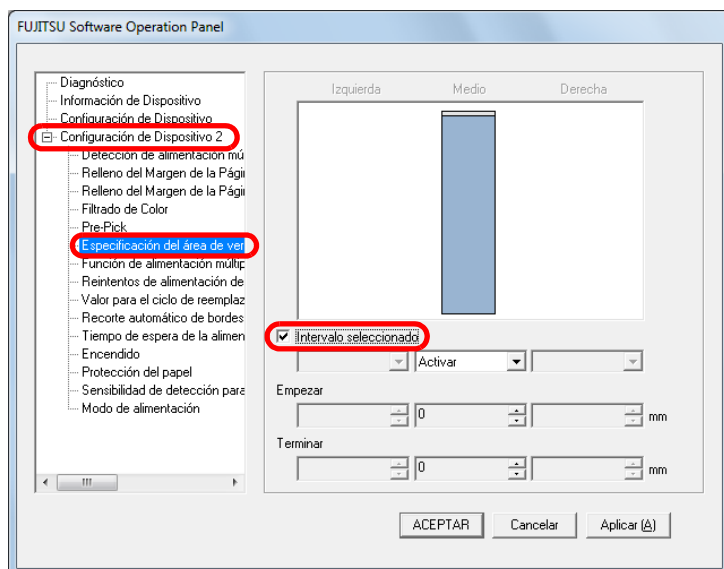 FUJITSU Software Operation Panel
Diagnóstico
Información de Dispositivo
Configuración de Dispositivo
Configuración de Dispositivo 2
Detección de alimentación mú
Relleno del Margen de la Págin
Relleno del Margen de la Págin
Filtrado de Color
Pre-Pick
Especificación del área de ver
Función de alimentación múltip
Reintentos de alimentación de
Valor para el ciclo de reemplaz
Recorte automático de bordes
Tiempo de espera de la alimen
Encendido
Protección del papel
Sensibilidad de detección para
Modo de alimentación
Izquierda Medio Derecha
Intervalo seleccionado
Activar
Empezar
0 mm
Terminar
0 mm
ACEPTAR Cancelar Aplicar (A)